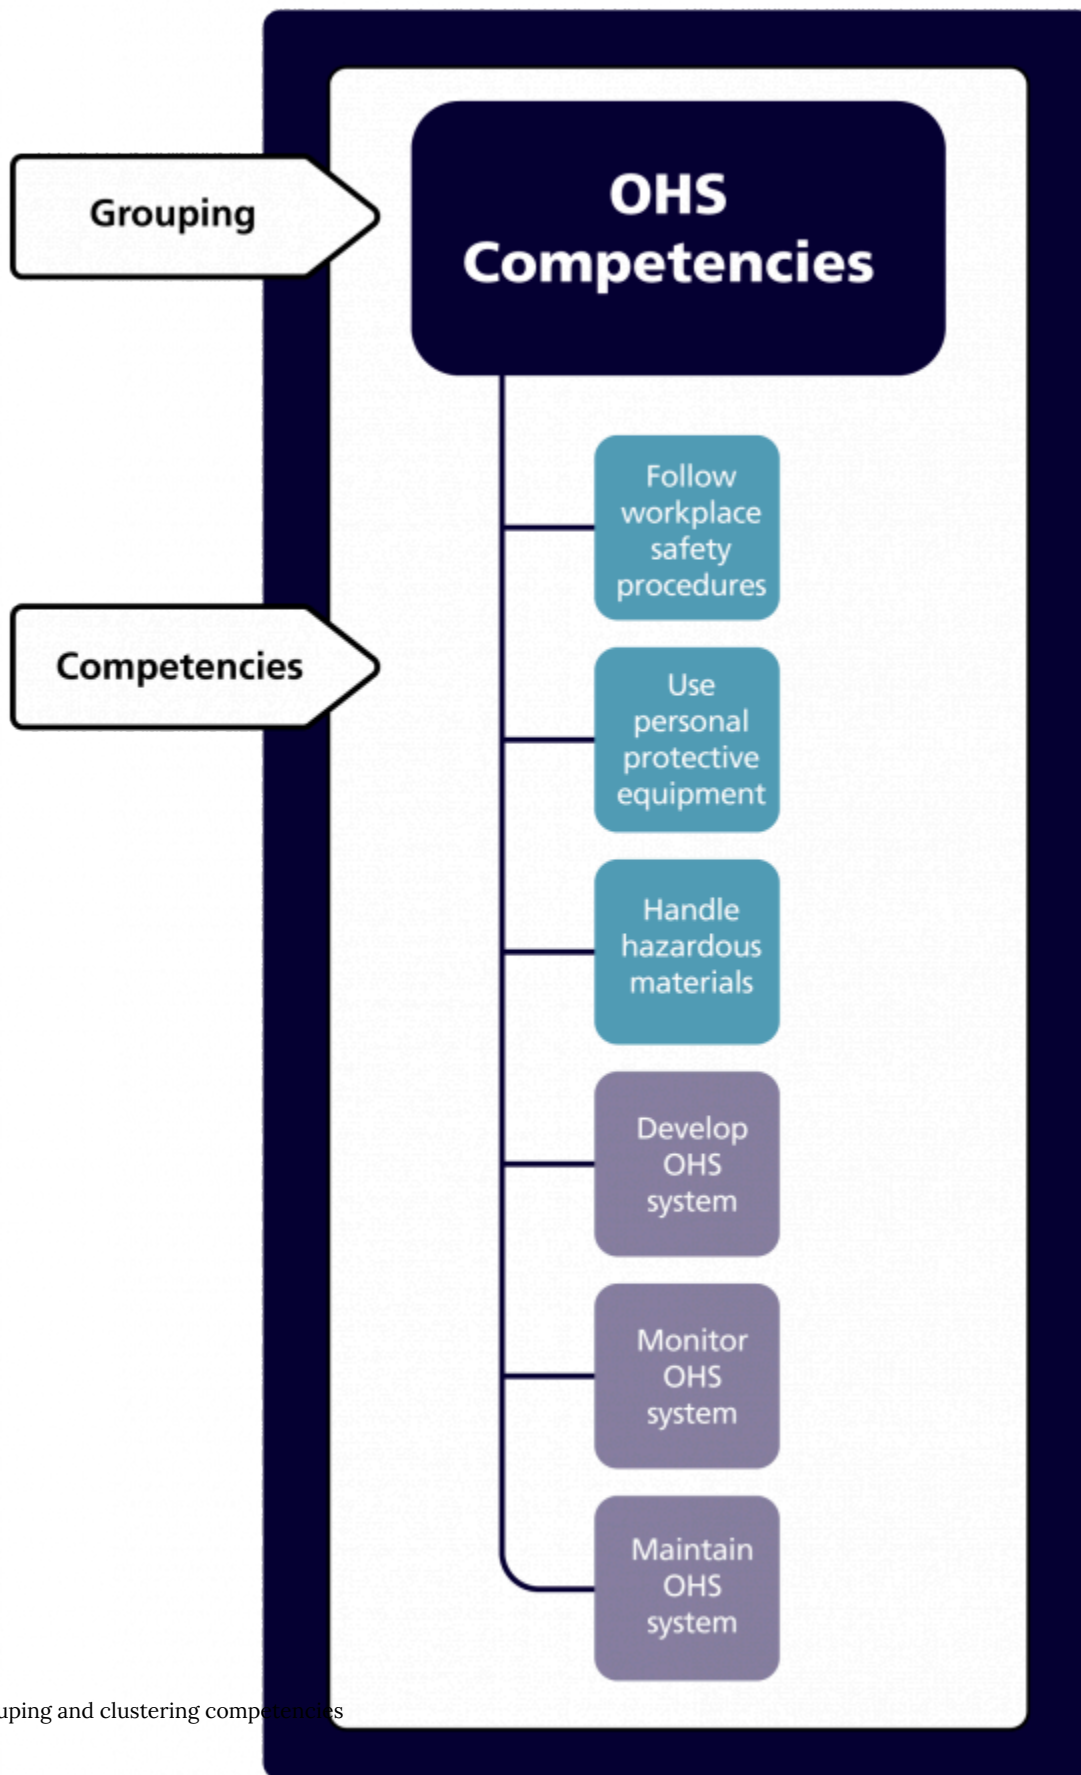 Grouping
OHS
Competencies
Follow
workplace
safety
procedures
Competencies
Use
personal
protective
equipment
Handle
hazardous
materials
Develop
OHS
system
Monitor
OHS
system
Maintain
OHS
system
and clustering competencies